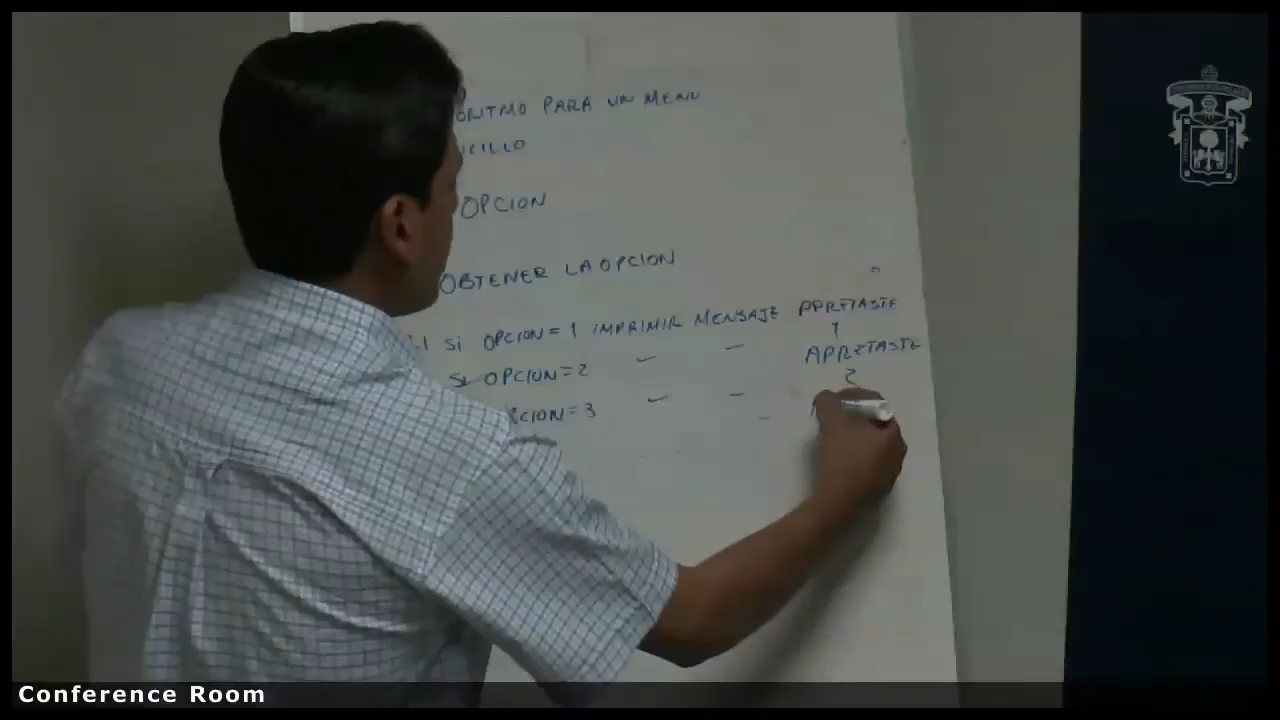 ORITMO PARA UN MENU
CILLO
OPCION
OBTENER LA OPCION
SI OPCION = 1 IMPRIMIR MENSAJE APRETASTE
1
SI OPCION = 2 APRETASTE
2
CION = 3
Conference Room